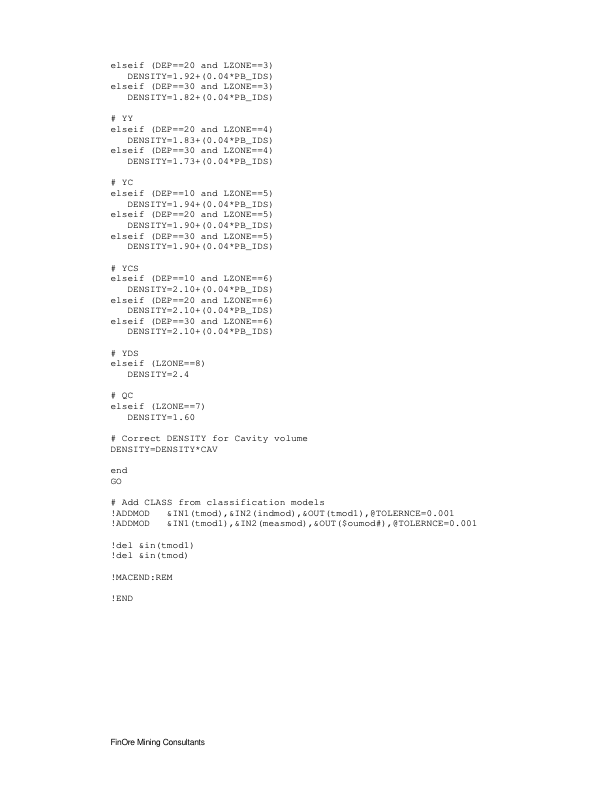 elseif (DEP==20 and LZONE==3)
   DENSITY=1.92+(0.04*PB_IDS)
elseif (DEP==30 and LZONE==3)
   DENSITY=1.82+(0.04*PB_IDS)

# YY
elseif (DEP==20 and LZONE==4)
   DENSITY=1.83+(0.04*PB_IDS)
elseif (DEP==30 and LZONE==4)
   DENSITY=1.73+(0.04*PB_IDS)

# YC
elseif (DEP==10 and LZONE==5)
   DENSITY=1.94+(0.04*PB_IDS)
elseif (DEP==20 and LZONE==5)
   DENSITY=1.90+(0.04*PB_IDS)
elseif (DEP==30 and LZONE==5)
   DENSITY=1.90+(0.04*PB_IDS)

# YCS
elseif (DEP==10 and LZONE==6)
   DENSITY=2.10+(0.04*PB_IDS)
elseif (DEP==20 and LZONE==6)
   DENSITY=2.10+(0.04*PB_IDS)
elseif (DEP==30 and LZONE==6)
   DENSITY=2.10+(0.04*PB_IDS)

# YDS
elseif (LZONE==8)
   DENSITY=2.4

# QC
elseif (LZONE==7)
   DENSITY=1.60

# Correct DENSITY for Cavity volume
DENSITY=DENSITY*CAV

end
GO

# Add CLASS from classification models
!ADDMOD   &IN1(tmod),&IN2(indmod),&OUT(tmod1),@TOLERNCE=0.001
!ADDMOD   &IN1(tmod1),&IN2(measmod),&OUT($oumod#),@TOLERNCE=0.001

!del &in(tmod1)
!del &in(tmod)

!MACEND:REM

!END

FinOre Mining Consultants